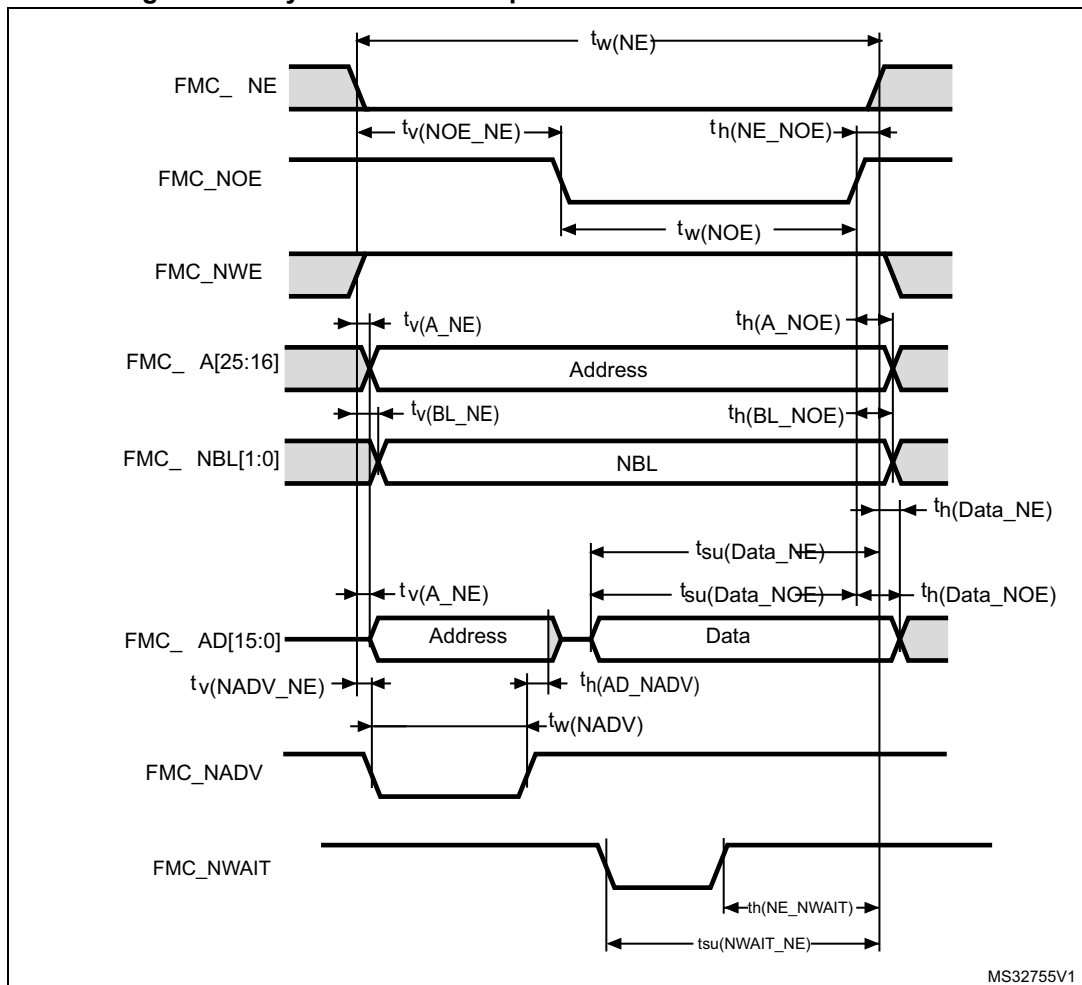 tw(NE)
FMC_ NE
tv(NOE_NE)
th(NE_NOE)
FMC_NOE
tw(NOE)
FMC_NWE
tv(A_NE)
th(A_NOE)
FMC_ A[25:16]
Address
tv(BL_NE)
th(BL_NOE)
FMC_ NBL[1:0]
NBL
th(Data_NE)
tsu(Data_NE)
tv(A_NE)
tsu(Data_NOE)
th(Data_NOE)
FMC_ AD[15:0]
Address
Data
tv(NADV_NE)
th(AD_NADV)
tw(NADV)
FMC_NADV
FMC_NWAIT
th(NE_NWAIT)
tsu(NWAIT_NE)
MS32755V1